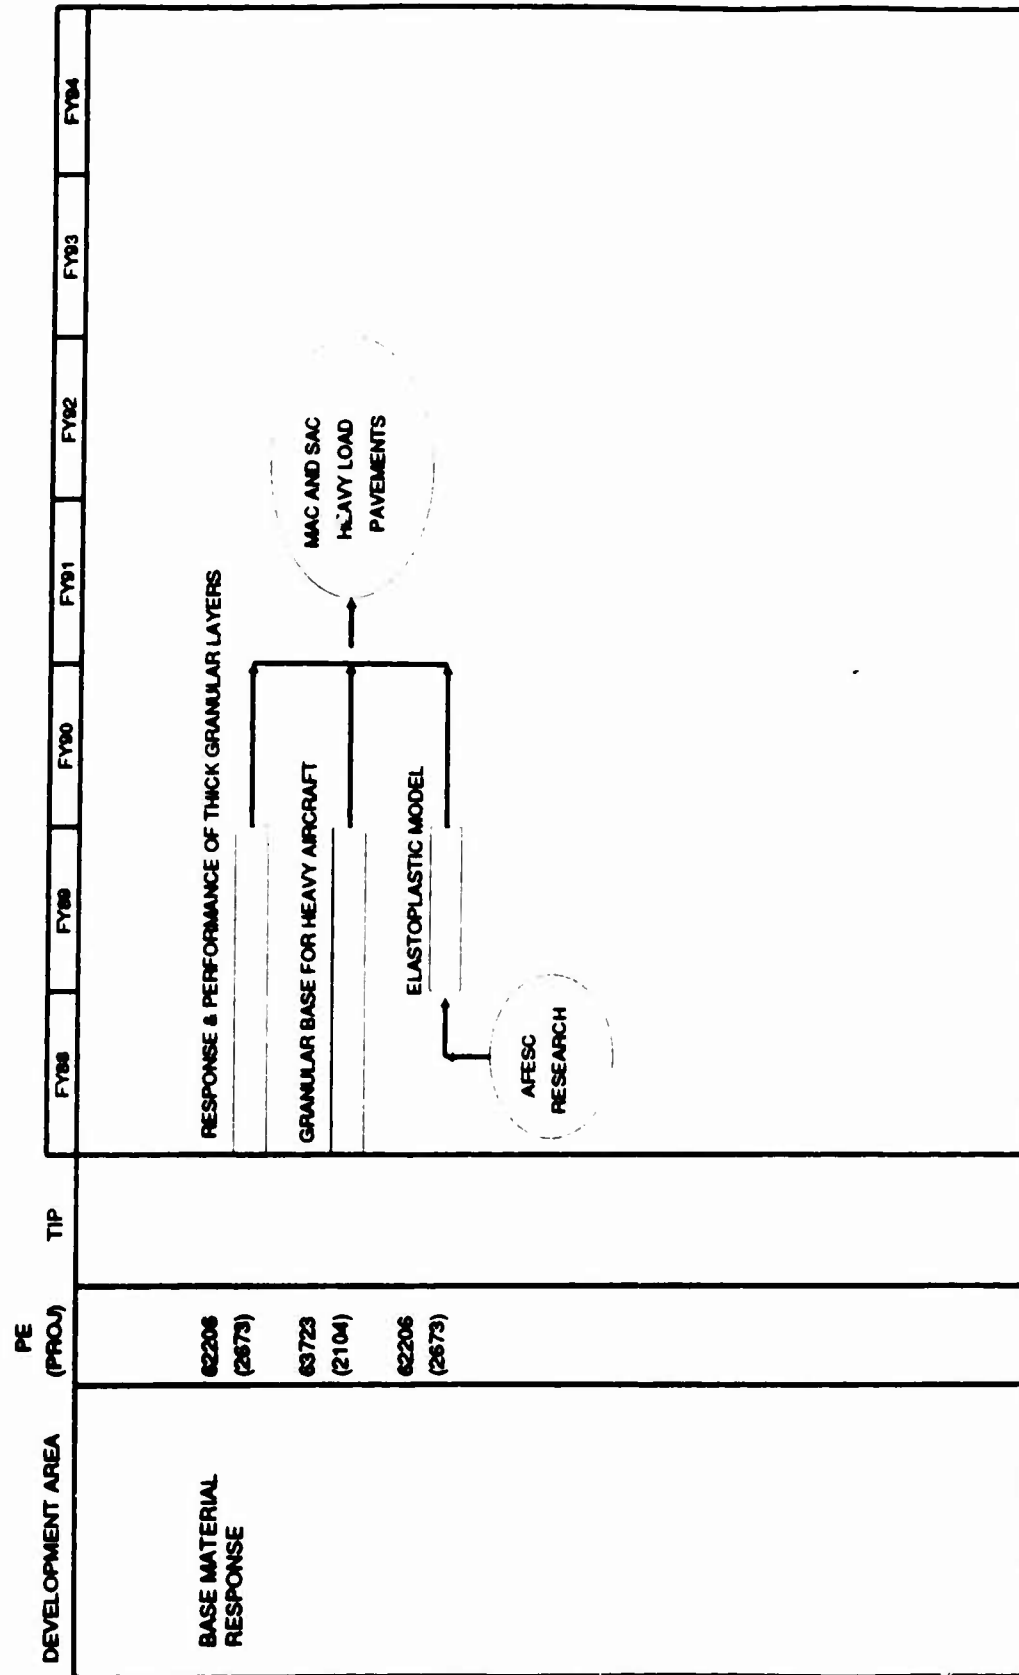 DEVELOPMENT AREA
PE
(PROJ)
TIP
FY88
FY89
FY90
FY91
FY92
FY93
FY94
BASE MATERIAL
RESPONSE
62206
(2673)
RESPONSE & PERFORMANCE OF THICK GRANULAR LAYERS
63723
(2104)
GRANULAR BASE FOR HEAVY AIRCRAFT
MAC AND SAC
HEAVY LOAD
PAVEMENTS
62206
(2673)
ELASTOPLASTIC MODEL
AFESC
RESEARCH